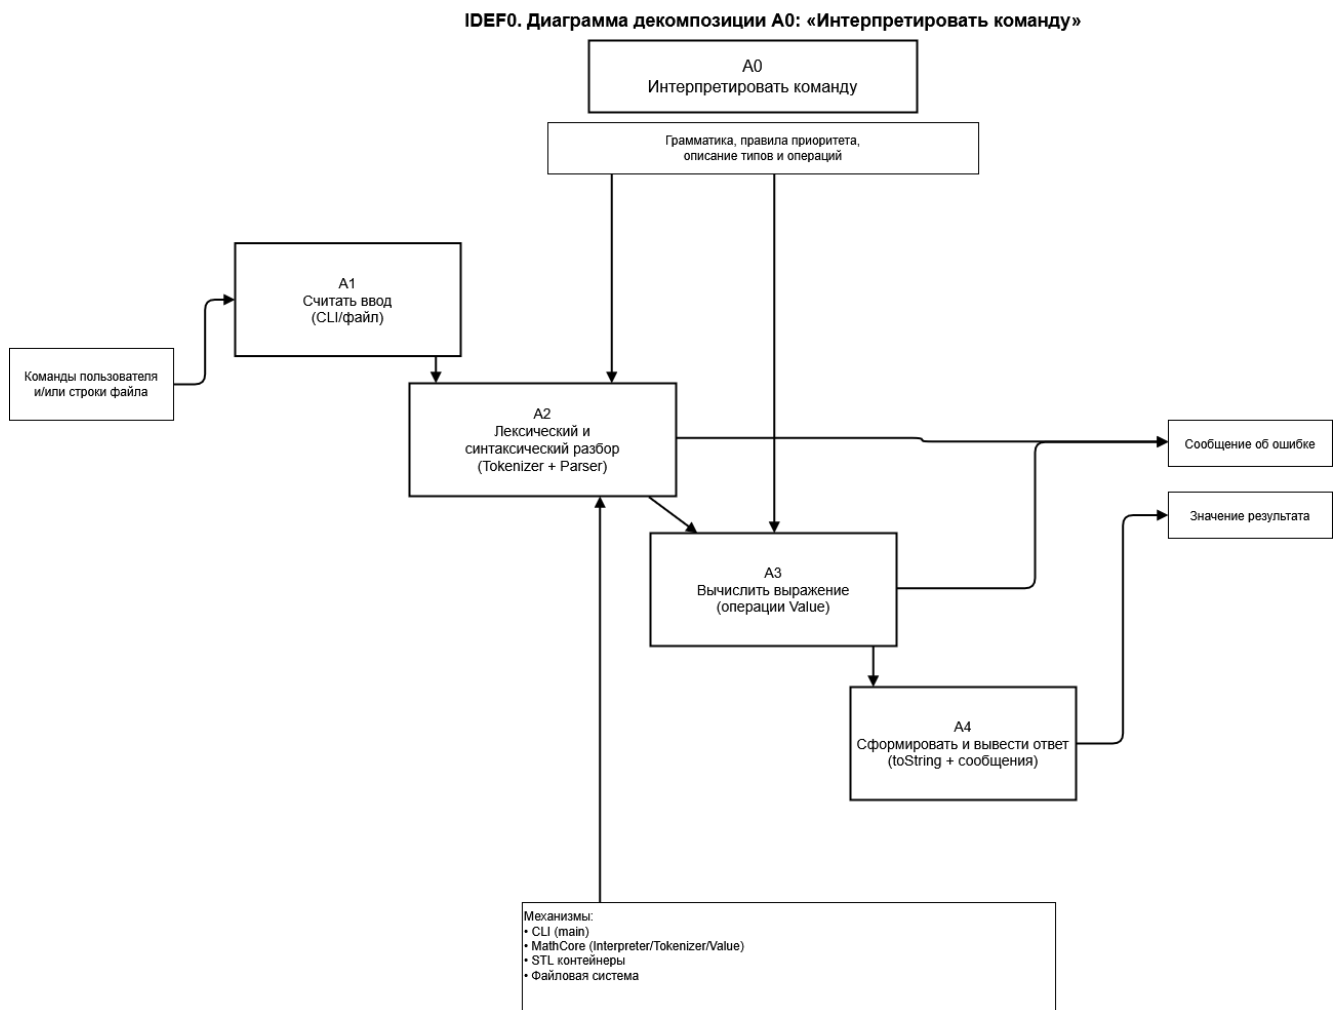 IDEF0. Диаграмма декомпозиции A0: «Интерпретировать команду»
A0
Интерпретировать команду
Грамматика, правила приоритета,
описание типов и операций
A1
Считать ввод
(CLI/файл)
Команды пользователя
и/или строки файла
A2
Лексический и
синтаксический разбор
(Tokenizer + Parser)
Сообщение об ошибке
Значение результата
A3
Вычислить выражение
(операции Value)
A4
Сформировать и вывести ответ
(toString + сообщения)
Механизмы:
• CLI (main)
• MathCore (Interpreter/Tokenizer/Value)
• STL контейнеры
• Файловая система